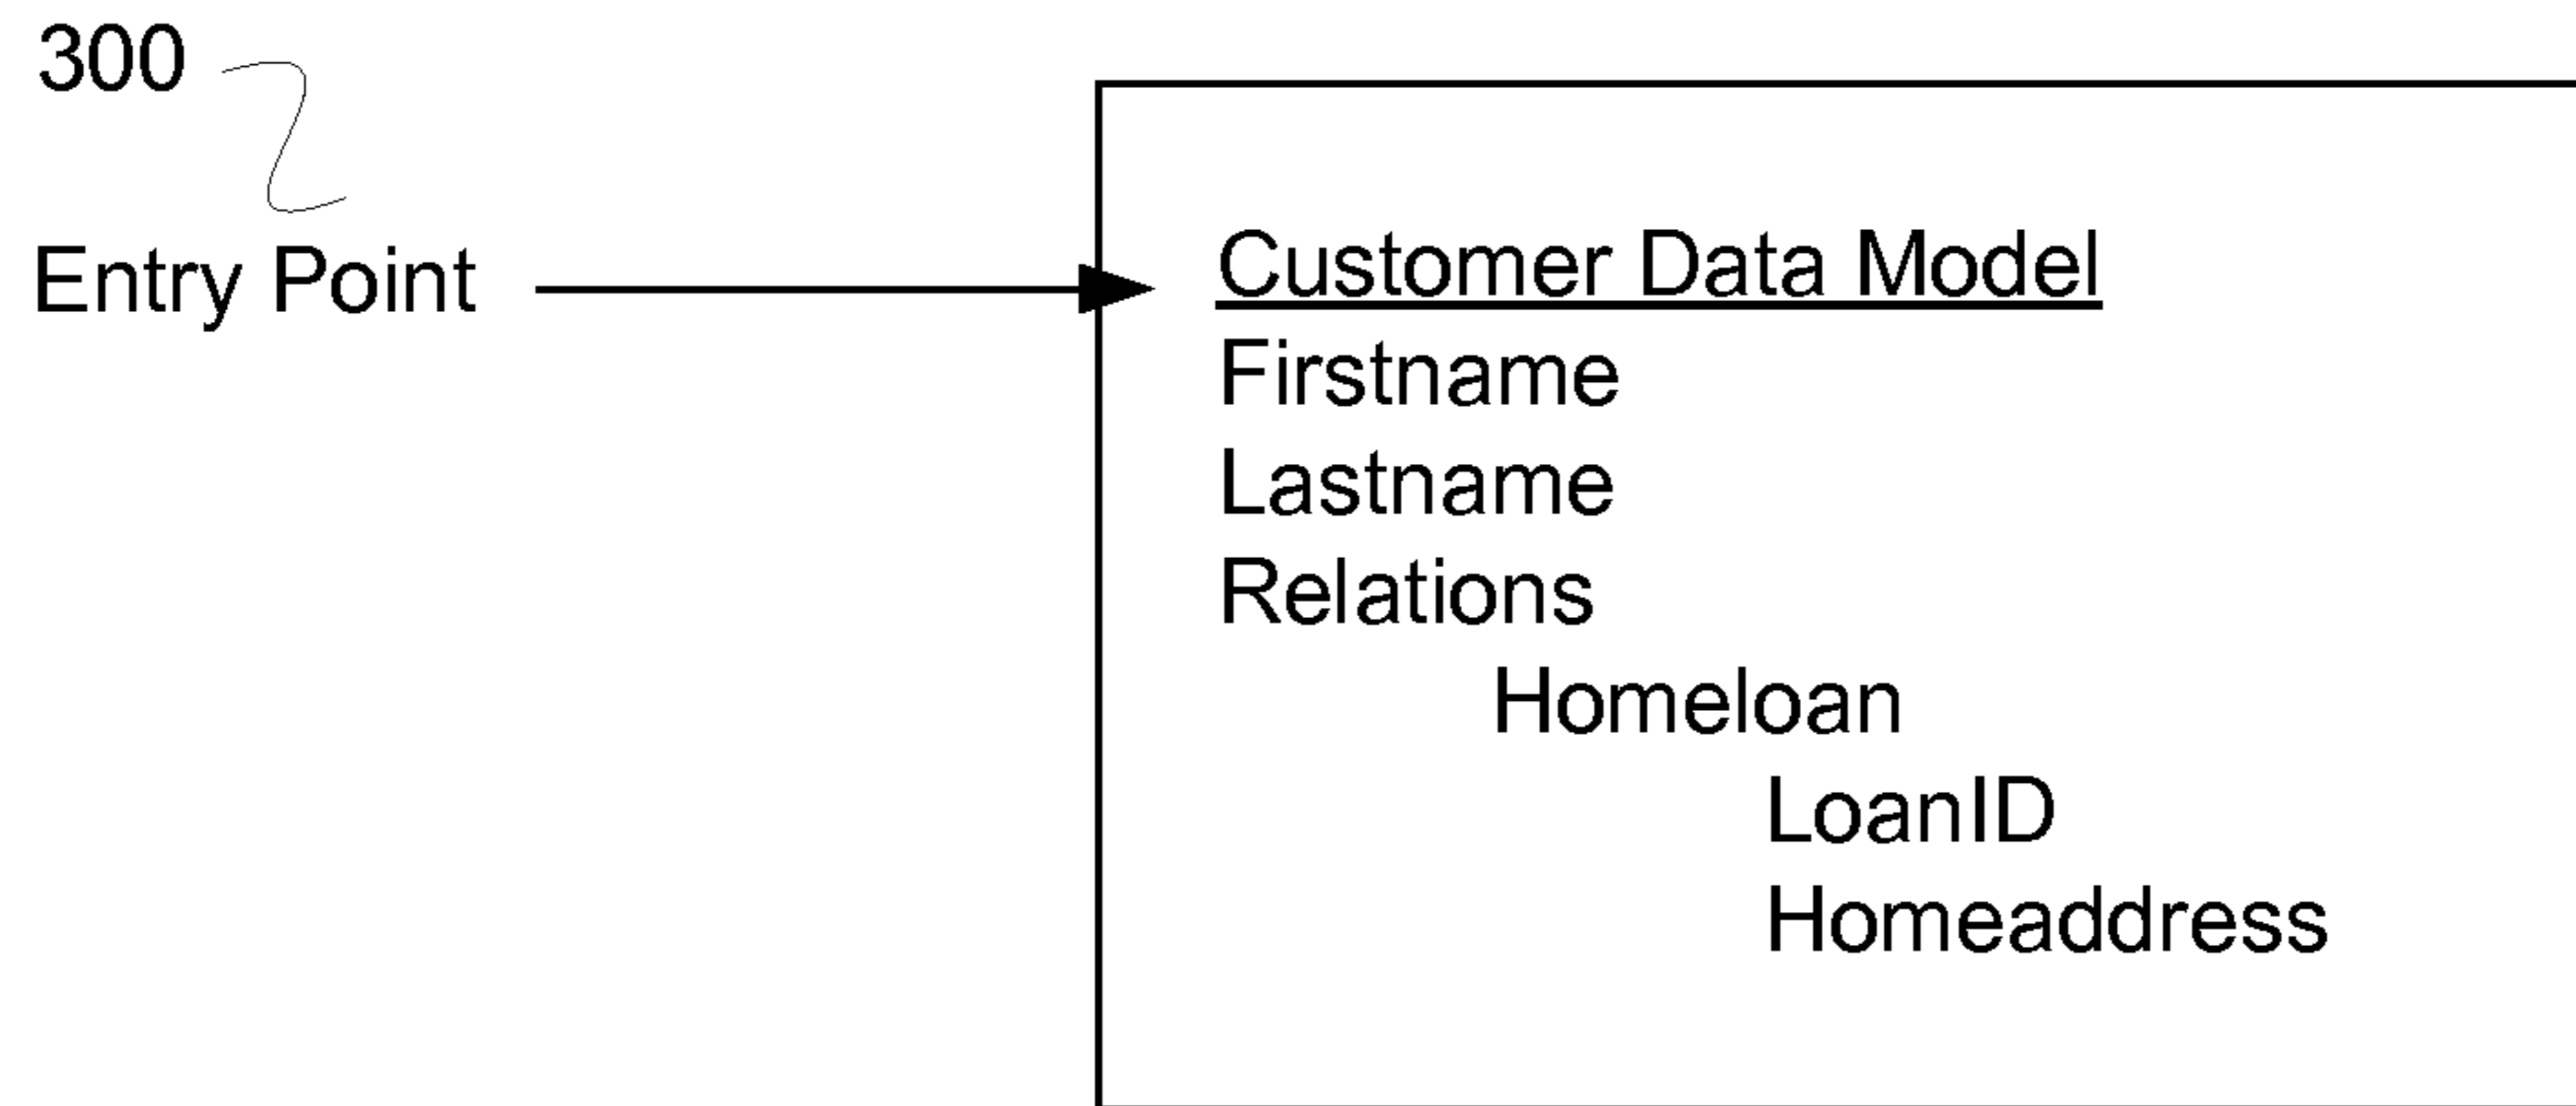 300
Entry Point
Customer Data Model
Firstname
Lastname
Relations
Homeloan
LoanID
Homeaddress